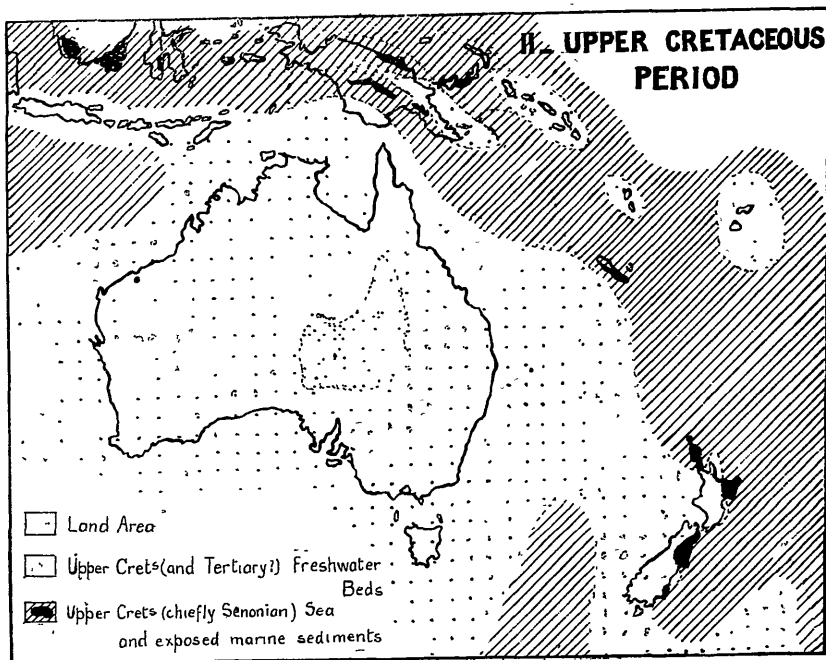 II_ UPPER CRETACEOUS
PERIOD
Land Area
Upper Crets(and Tertiary?) Freshwater
Beds
Upper Crets (chiefly Senonian) Sea
and exposed marine sediments